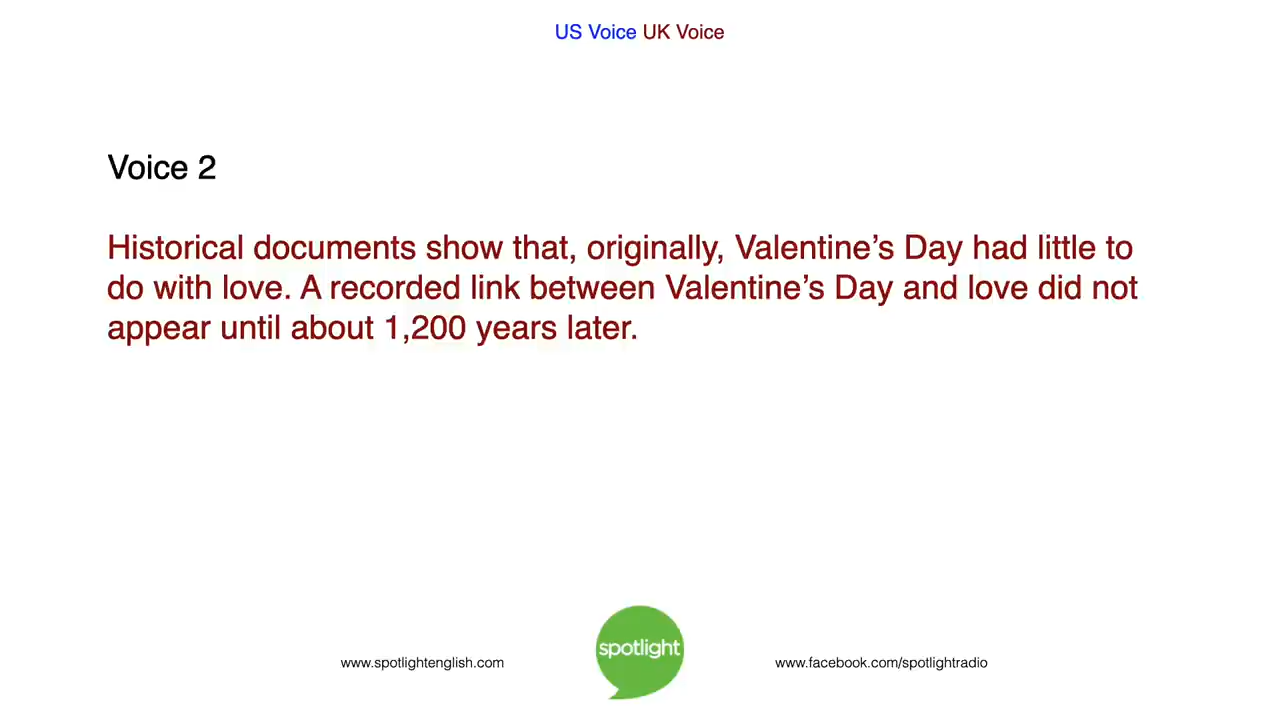 US Voice UK Voice
Voice 2
Historical documents show that, originally, Valentine’s Day had little to
do with love. A recorded link between Valentine’s Day and love did not
appear until about 1,200 years later.
spotlight
www.spotlightenglish.com
www.facebook.com/spotlightradio